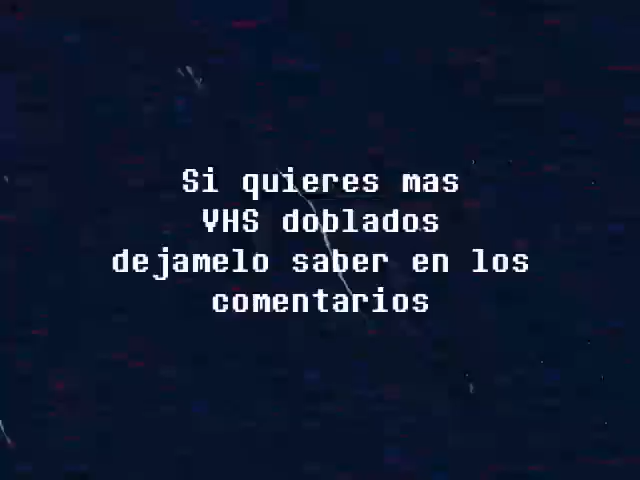 Si quieres mas
VHS doblados
dejamelo saber en los
comentarios